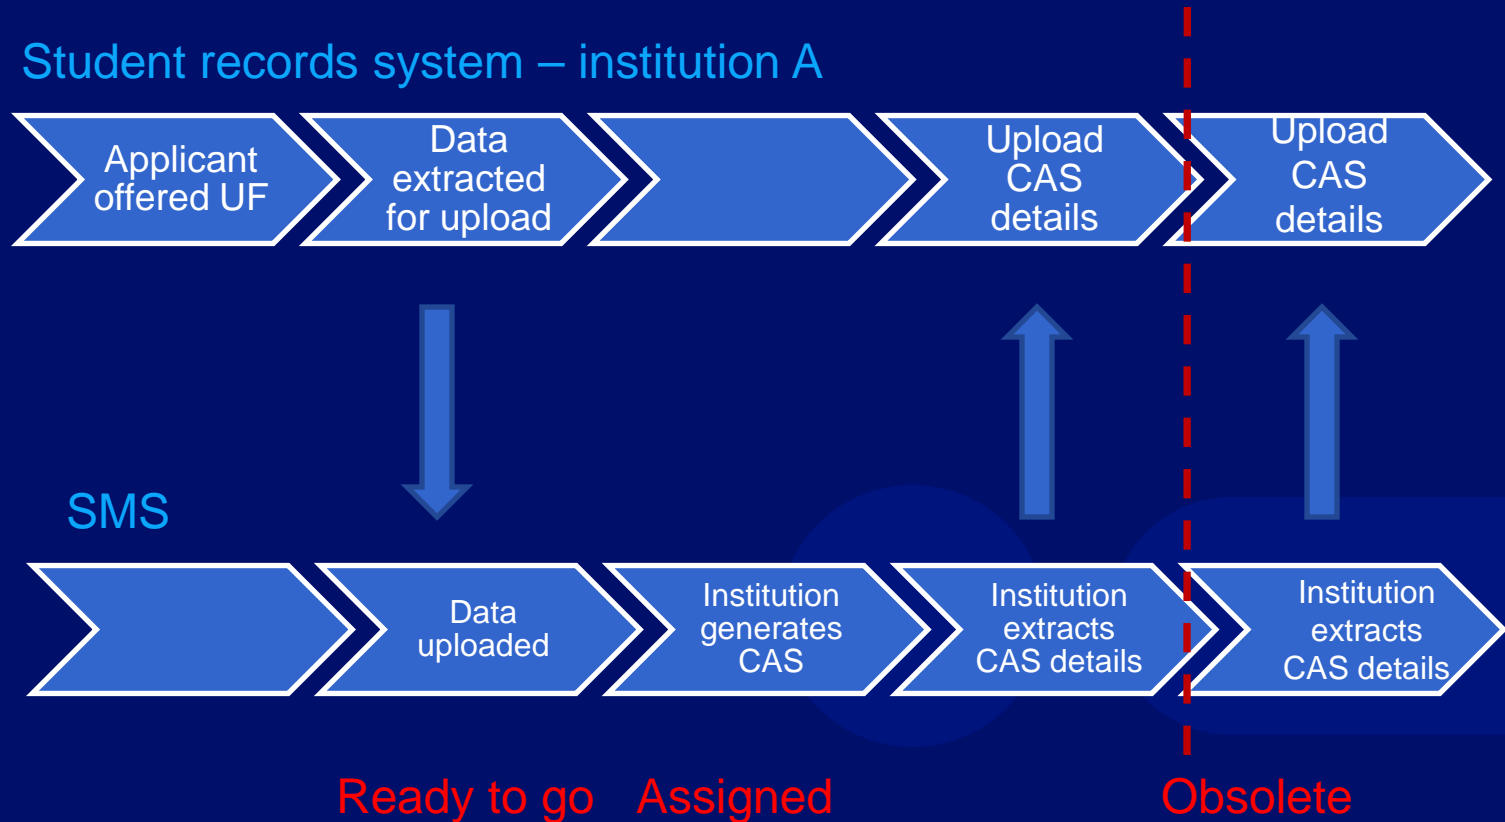 Student records system – institution A
Applicant
offered UF
Data
extracted
for upload
Upload
CAS
details
Upload
CAS
details
SMS
Data
uploaded
Institution
generates
CAS
Institution
extracts
CAS details
Institution
extracts
CAS details
Ready to go
Assigned
Obsolete